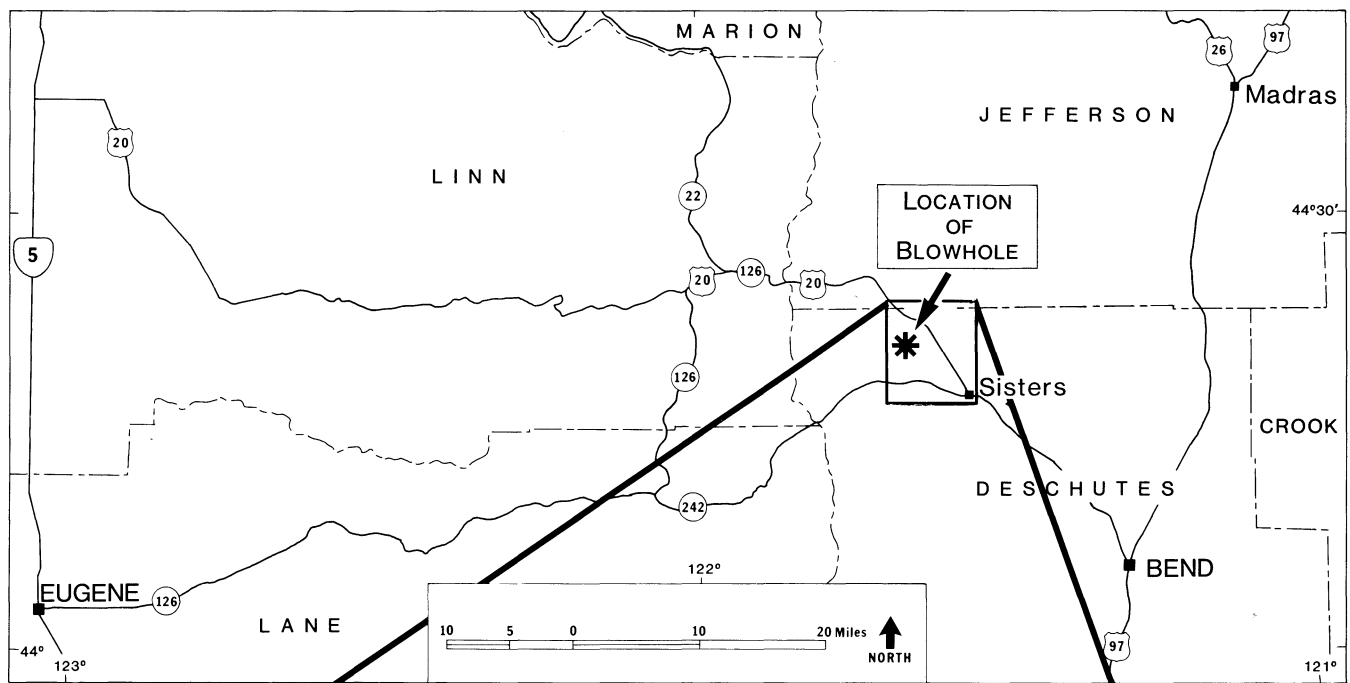 MARION
26
97
Madras
JEFFERSON
20
LINN
22
LOCATION
OF
BLOWHOLE
44°30'
5
20
126
20
126
Sisters
CROOK
DESCHUTES
242
122°
BEND
EUGENE
126
LANE
10 5 0 10 20 Miles
NORTH
97
44°
123°
121°